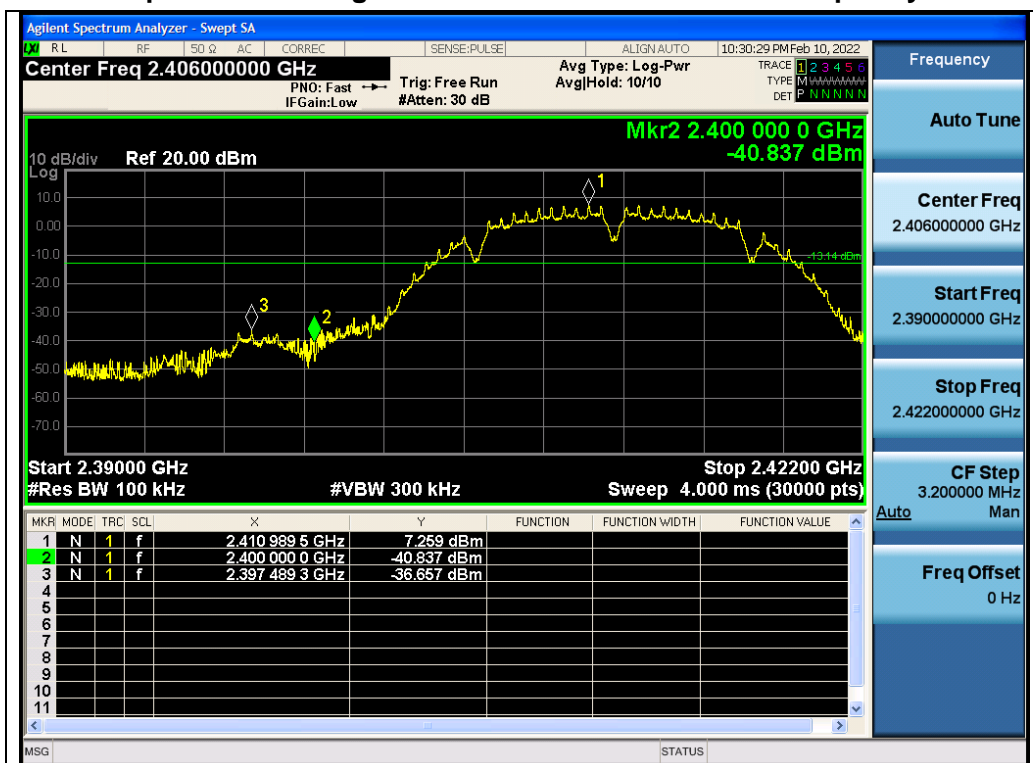 Agilent Spectrum Analyzer - Swept SA
LXI RL RF 50 Ω AC CORREC SENSE:PULSE ALIGN AUTO 10:30:29 PM Feb 10, 2022
Center Freq 2.406000000 GHz
PNO: Fast
IFGain:Low
Trig: Free Run
#Atten: 30 dB
Avg Type: Log-Pwr
Avg|Hold: 10/10
TRACE 1 2 3 4 5 6
TYPE M
DET P N N N N N
Mkr2 2.400 000 0 GHz
-40.837 dBm
10 dB/div Ref 20.00 dBm
Log
10.0
0.00
-10.0
-20.0
-30.0
-40.0
-50.0
-60.0
-70.0
1
-13.14 dBm
3
2
Start 2.39000 GHz Stop 2.42200 GHz
#Res BW 100 kHz #VBW 300 kHz Sweep 4.000 ms (30000 pts)
MKR MODE TRC SCL X Y FUNCTION FUNCTION WIDTH FUNCTION VALUE
1 N 1 f 2.410 989 5 GHz 7.259 dBm
2 N 1 f 2.400 000 0 GHz -40.837 dBm
3 N 1 f 2.397 489 3 GHz -36.657 dBm
4
5
6
7
8
9
10
11
MSG STATUS
Frequency
Auto Tune
Center Freq
2.406000000 GHz
Start Freq
2.390000000 GHz
Stop Freq
2.422000000 GHz
CF Step
3.200000 MHz
Auto Man
Freq Offset
0 Hz